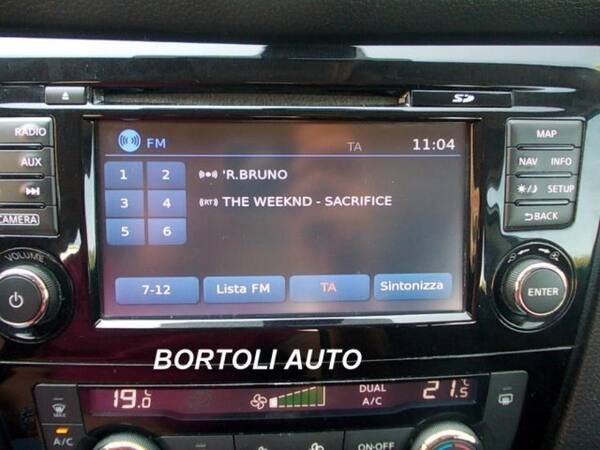 SD
RADIO
AUX
CAMERA
VOLUME
FM
TA
11:04
1 2 'R.BRUNO
3 4 RT THE WEEKND - SACRIFICE
5 6
7-12 Lista FM TA Sintonizza
MAP
NAV INFO
SETUP
BACK
ENTER
BORTOLI AUTO
19.0°C
DUAL
A/C
21.5°C
MAX
A/C
ON-OFF